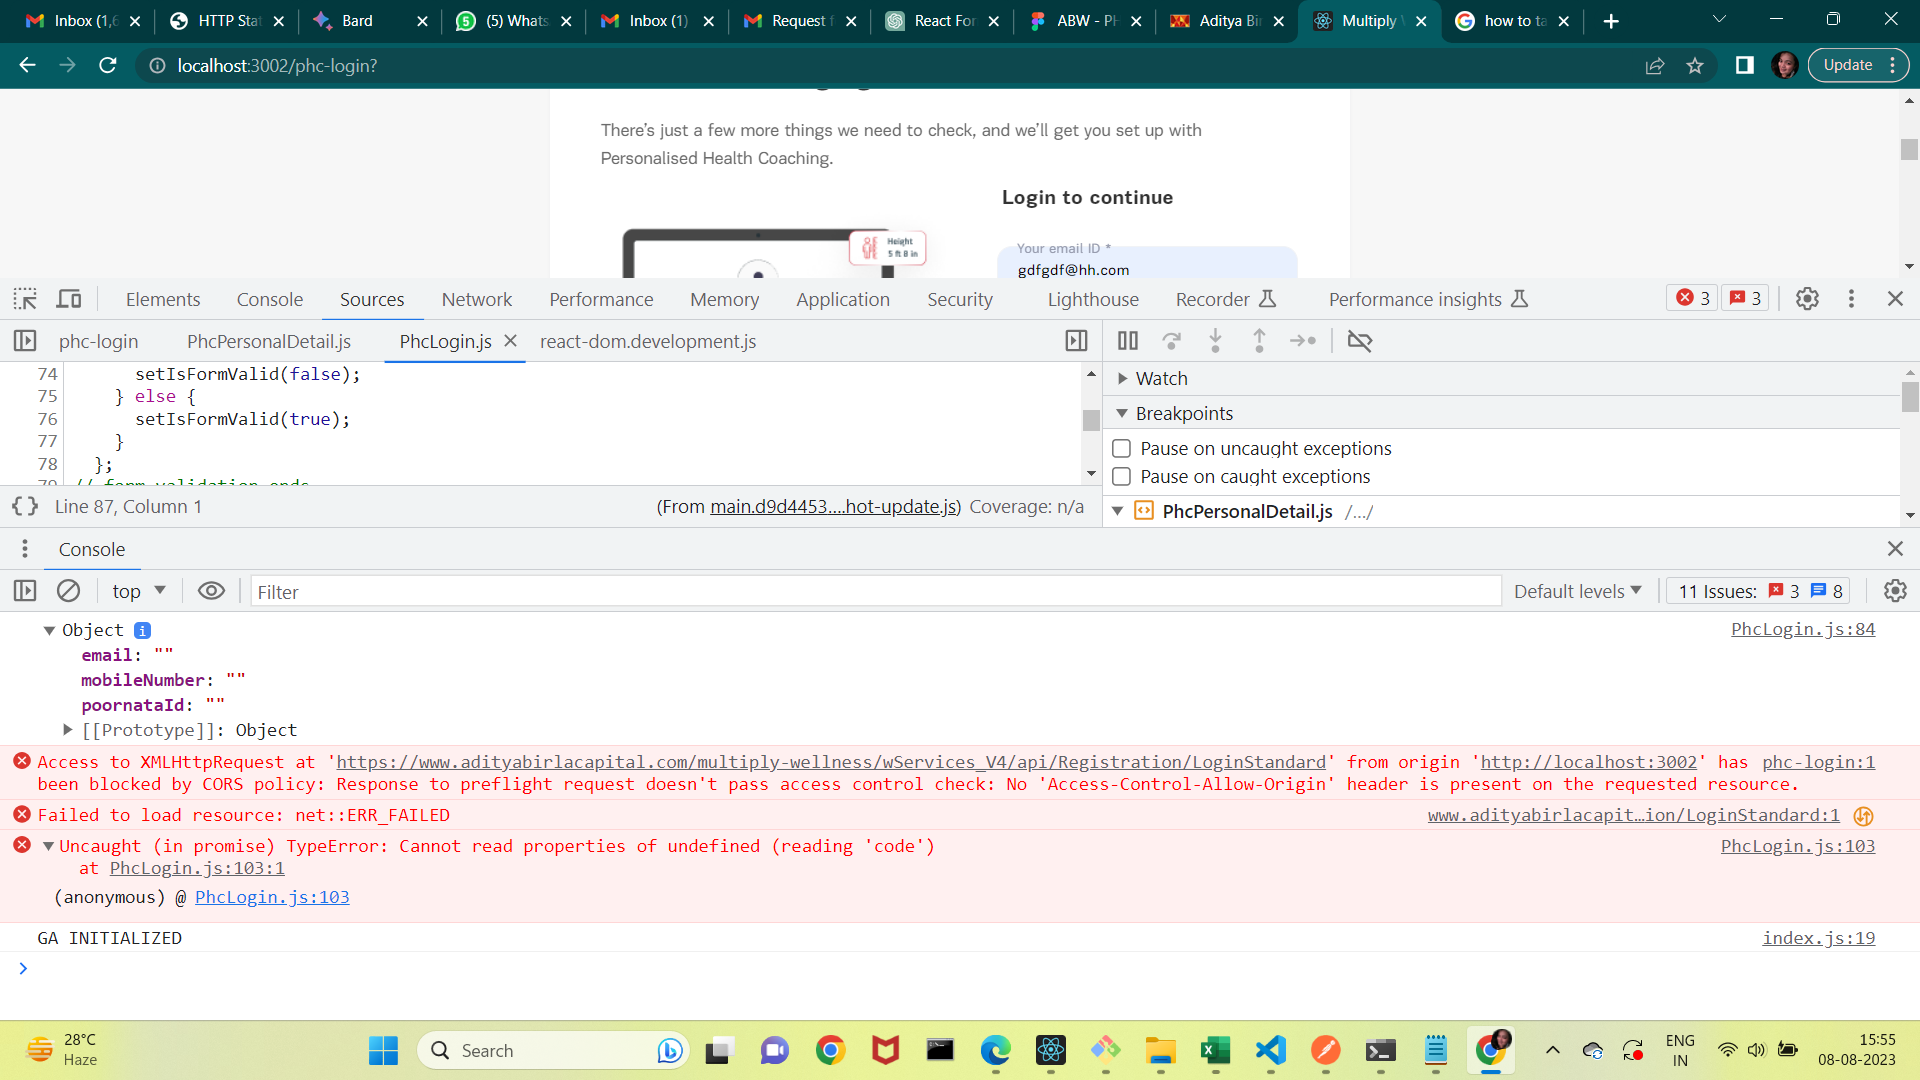 Inbox (1,6
HTTP Stat
Bard
(5) Whats
Inbox (1)
Request f
React For
ABW - PH
Aditya Bir
Multiply
how to ta
localhost:3002/phc-login?
Update
There's just a few more things we need to check, and we'll get you set up with
Personalised Health Coaching.
Login to continue
Height
5 ft 8 in
Your email ID *
gdfgdf@hh.com
Elements
Console
Sources
Network
Performance
Memory
Application
Security
Lighthouse
Recorder
Performance insights
3
3
phc-login
PhcPersonalDetail.js
PhcLogin.js
react-dom.development.js
74 setIsFormValid(false);
75 } else {
76 setIsFormValid(true);
77 }
78 };
79 // form validation ends
Line 87, Column 1
(From main.d9d4453....hot-update.js) Coverage: n/a
Watch
Breakpoints
Pause on uncaught exceptions
Pause on caught exceptions
PhcPersonalDetail.js /.../
Console
top
Filter
Default levels
11 Issues: 3 8
Object i
PhcLogin.js:84
email: ""
mobileNumber: ""
poornataId: ""
[[Prototype]]: Object
Access to XMLHttpRequest at 'https://www.adityabirlacapital.com/multiply-wellness/wServices_V4/api/Registration/LoginStandard' from origin 'http://localhost:3002' has phc-login:1
been blocked by CORS policy: Response to preflight request doesn't pass access control check: No 'Access-Control-Allow-Origin' header is present on the requested resource.
Failed to load resource: net::ERR_FAILED
www.adityabirlacapit…ion/LoginStandard:1
Uncaught (in promise) TypeError: Cannot read properties of undefined (reading 'code')
PhcLogin.js:103
at PhcLogin.js:103:1
(anonymous) @ PhcLogin.js:103
GA INITIALIZED
index.js:19
28°C
Haze
Search
ENG
IN
15:55
08-08-2023